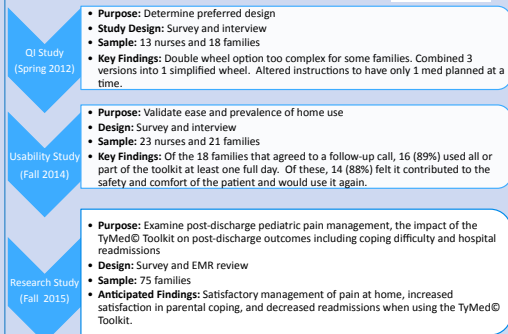 QI Study
(Spring 2012)
• Purpose: Determine preferred design
• Study Design: Survey and interview
• Sample: 13 nurses and 18 families
• Key Findings: Double wheel option too complex for some families. Combined 3
versions into 1 simplified wheel. Altered instructions to have only 1 med planned at a
time.
Usability Study
(Fall 2014)
• Purpose: Validate ease and prevalence of home use
• Design: Survey and interview
• Sample: 23 nurses and 21 families
• Key Findings: Of the 18 families that agreed to a follow-up call, 16 (89%) used all or
part of the toolkit at least one full day. Of these, 14 (88%) felt it contributed to the
safety and comfort of the patient and would use it again.
Research Study
(Fall 2015)
• Purpose: Examine post-discharge pediatric pain management, the impact of the
TyMed© Toolkit on post-discharge outcomes including coping difficulty and hospital
readmissions
• Design: Survey and EMR review
• Sample: 75 families
• Anticipated Findings: Satisfactory management of pain at home, increased
satisfaction in parental coping, and decreased readmissions when using the TyMed©
Toolkit.